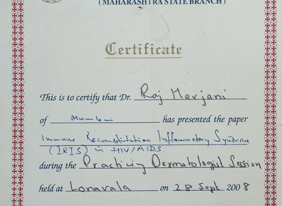 (MAHARASHTRA STATE BRANCH)
Certificate
This is to certify that Dr. Raj Merjani
of Mumbai has presented the paper
Immune Reconstitution Inflammatory Syndrome
(IRIS) in HIV/AIDS
during the Practicing Dermatologist Session
held at Lonavala on 28 Sept. 2008